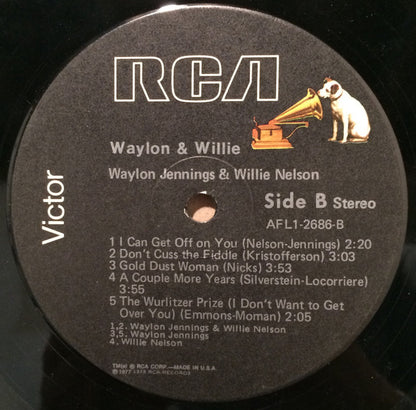 RCA
Victor
Waylon & Willie
Waylon Jennings & Willie Nelson
Side B Stereo
AFL1-2686-B
1 I Can Get Off on You (Nelson-Jennings) 2:20
2 Don't Cuss the Fiddle (Kristofferson) 3:03
3 Gold Dust Woman (Nicks) 3:53
4 A Couple More Years (Silverstein-Locorriere)
3:55
5 The Wurlitzer Prize (I Don't Want to Get
Over You) (Emmons-Moman) 2:05
1,2. Waylon Jennings & Willie Nelson
3,5. Waylon Jennings
4. Willie Nelson
TM(s) ® RCA CORP.—MADE IN U.S.A.
℗ 1977 1978 RCA RECORDS